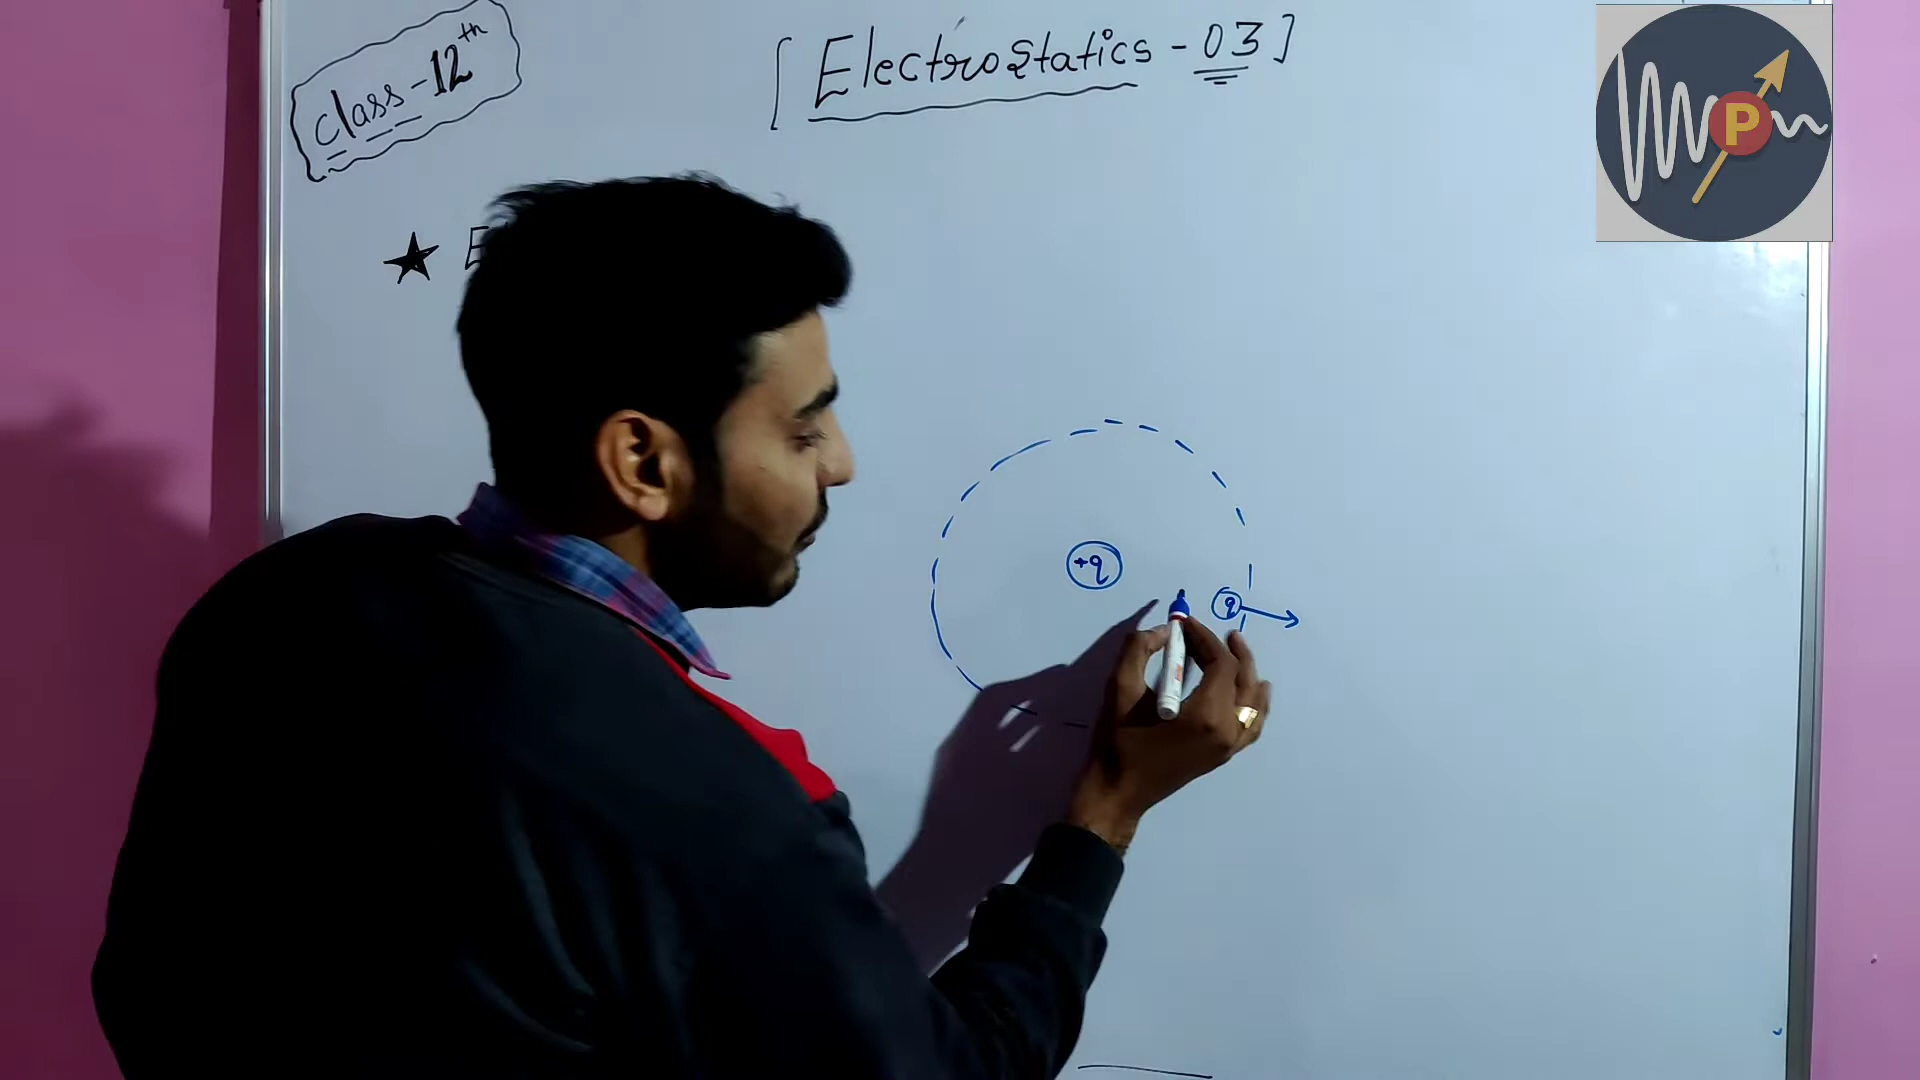 class-12th
[Electrostatics-03]
P
★ E
+q
q